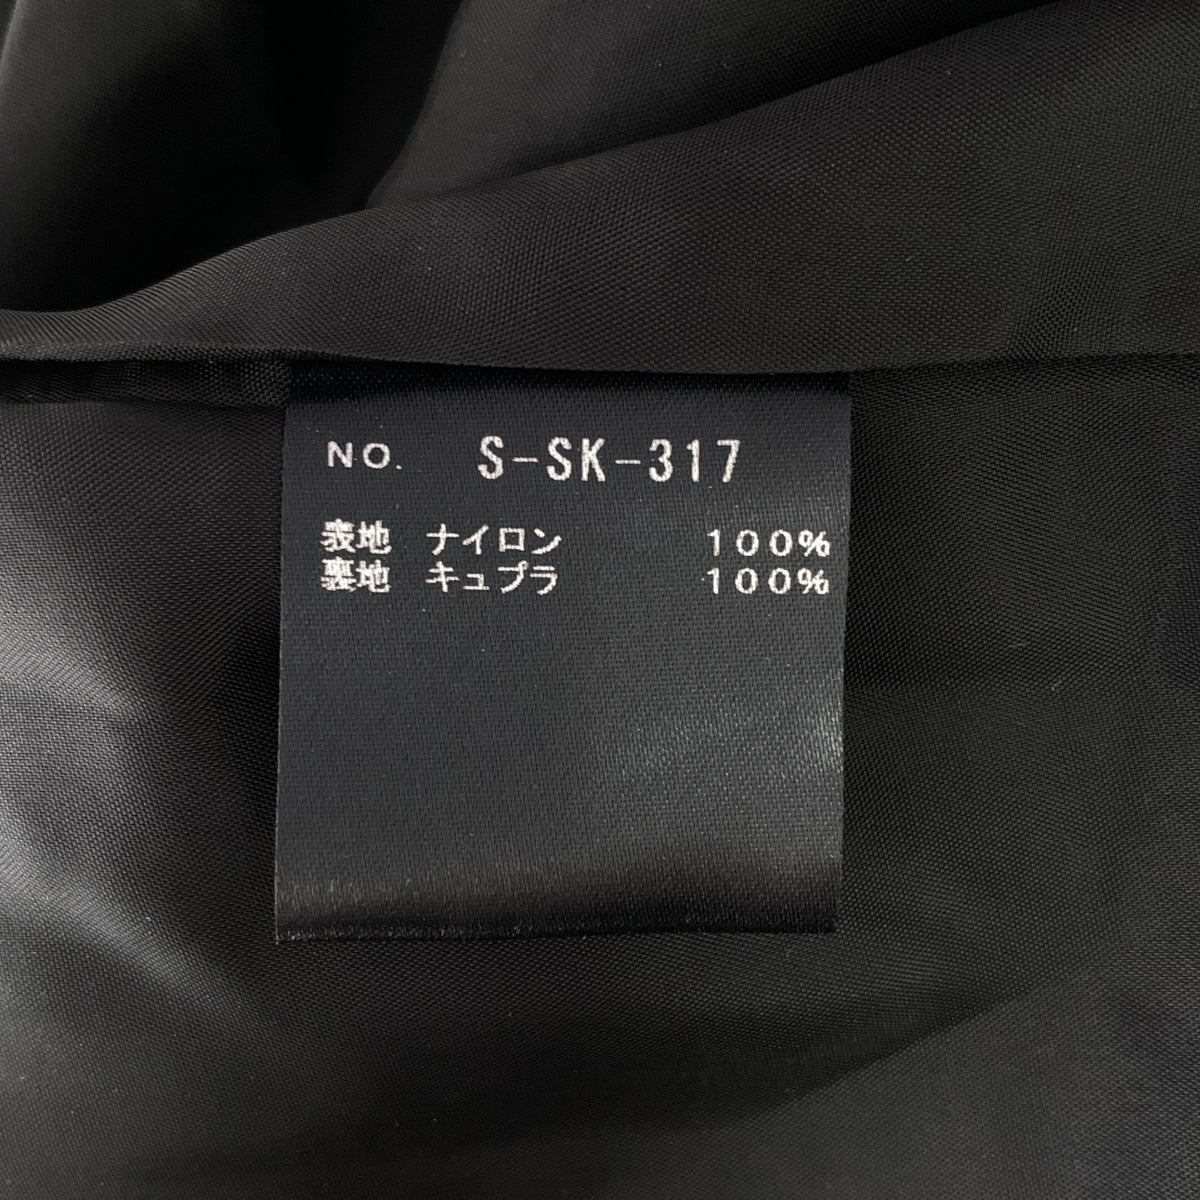 NO. S-SK-317
表地 ナイロン 100%
裏地 キュプラ 100%